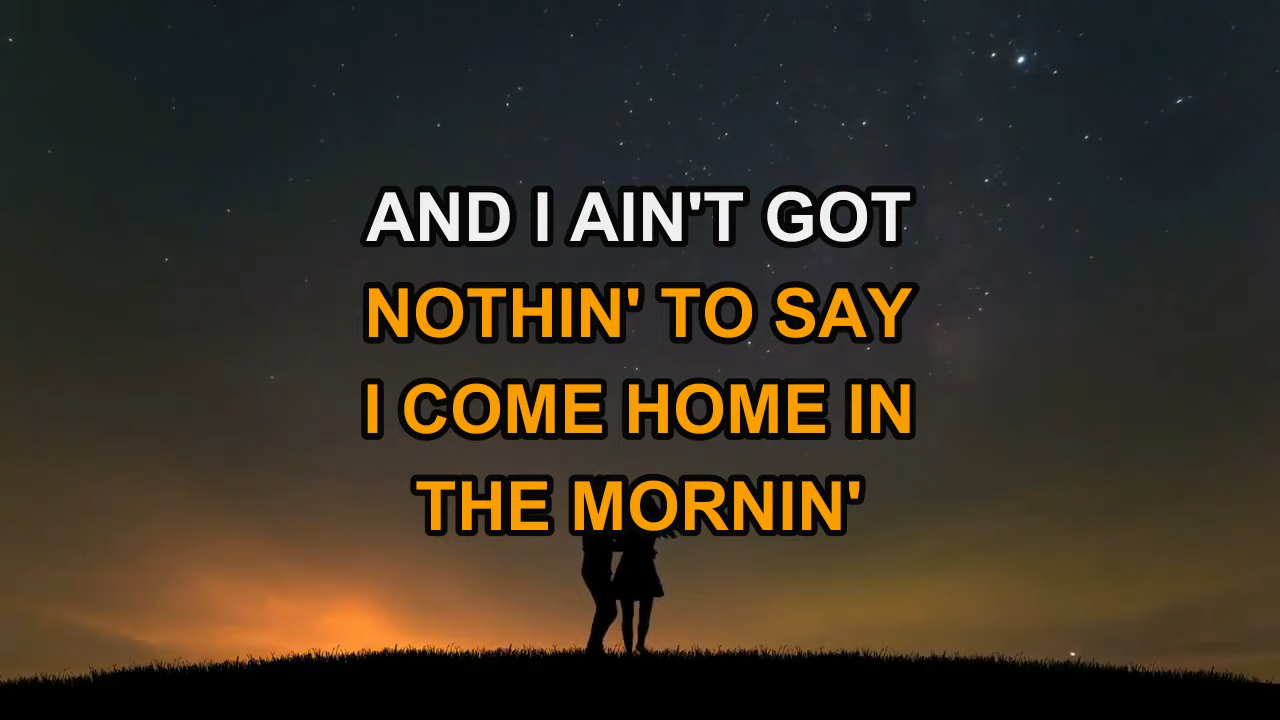 AND I AIN'T GOT
NOTHIN' TO SAY
I COME HOME IN
THE MORNIN'